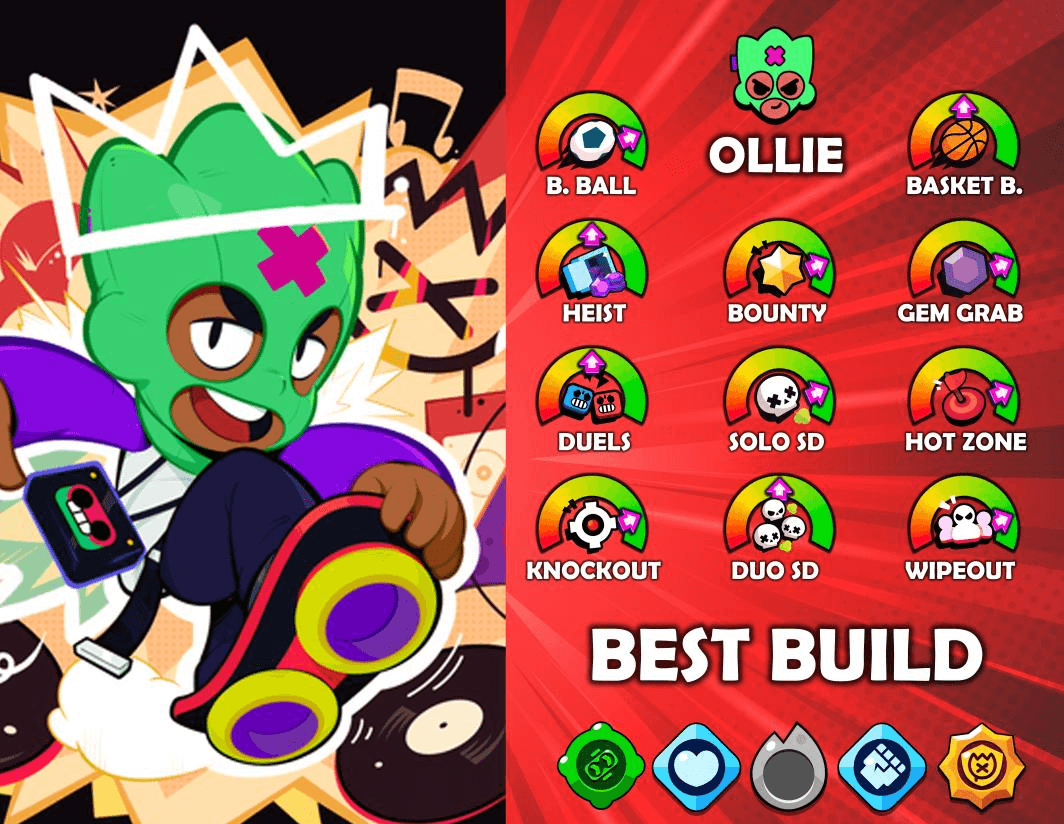 OLLIE
B. BALL
BASKET B.
HEIST
BOUNTY
GEM GRAB
DUELS
SOLO SD
HOT ZONE
KNOCKOUT
DUO SD
WIPEOUT
BEST BUILD